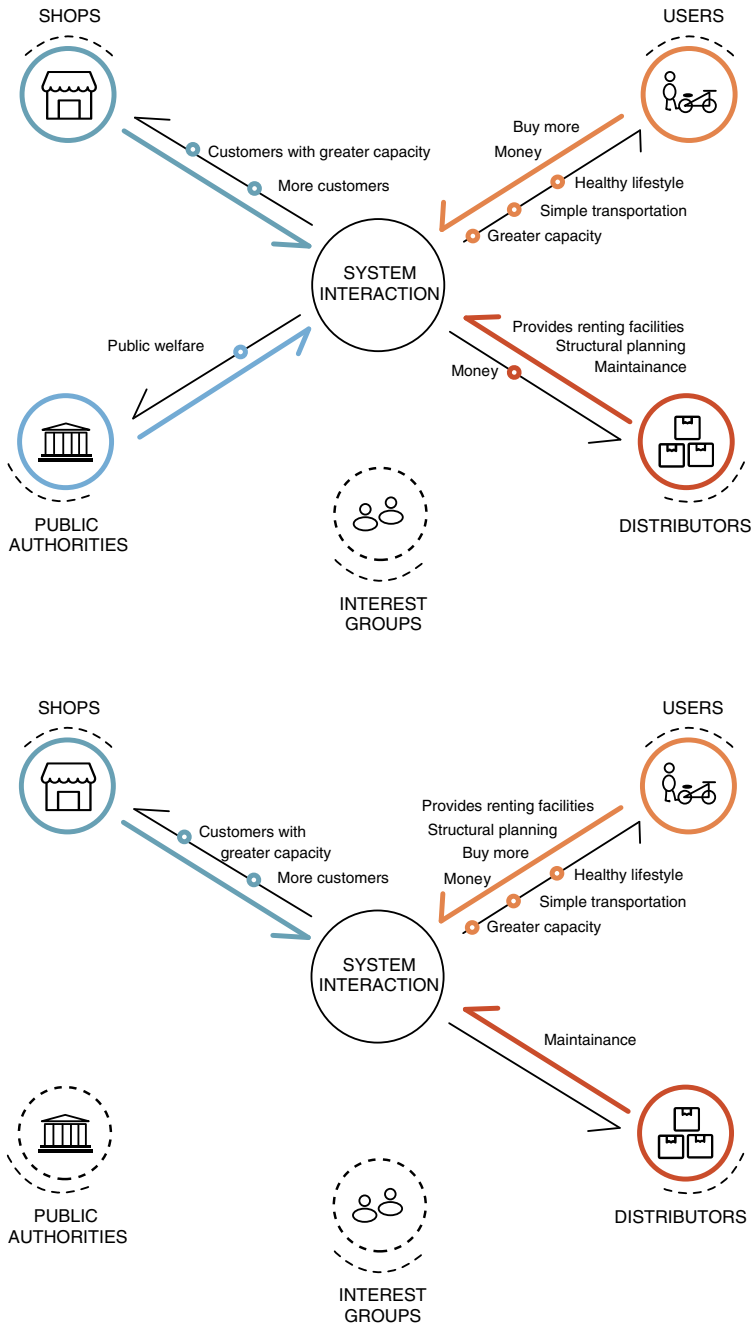 SHOPS
USERS
Buy more
Money
Customers with greater capacity
More customers
Healthy lifestyle
Simple transportation
Greater capacity
SYSTEM
INTERACTION
Public welfare
Provides renting facilities
Structural planning
Maintainance
Money
PUBLIC
AUTHORITIES
DISTRIBUTORS
INTEREST
GROUPS
SHOPS
USERS
Provides renting facilities
Structural planning
Buy more
Money
Customers with
greater capacity
More customers
Healthy lifestyle
Simple transportation
Greater capacity
SYSTEM
INTERACTION
Maintainance
PUBLIC
AUTHORITIES
DISTRIBUTORS
INTEREST
GROUPS